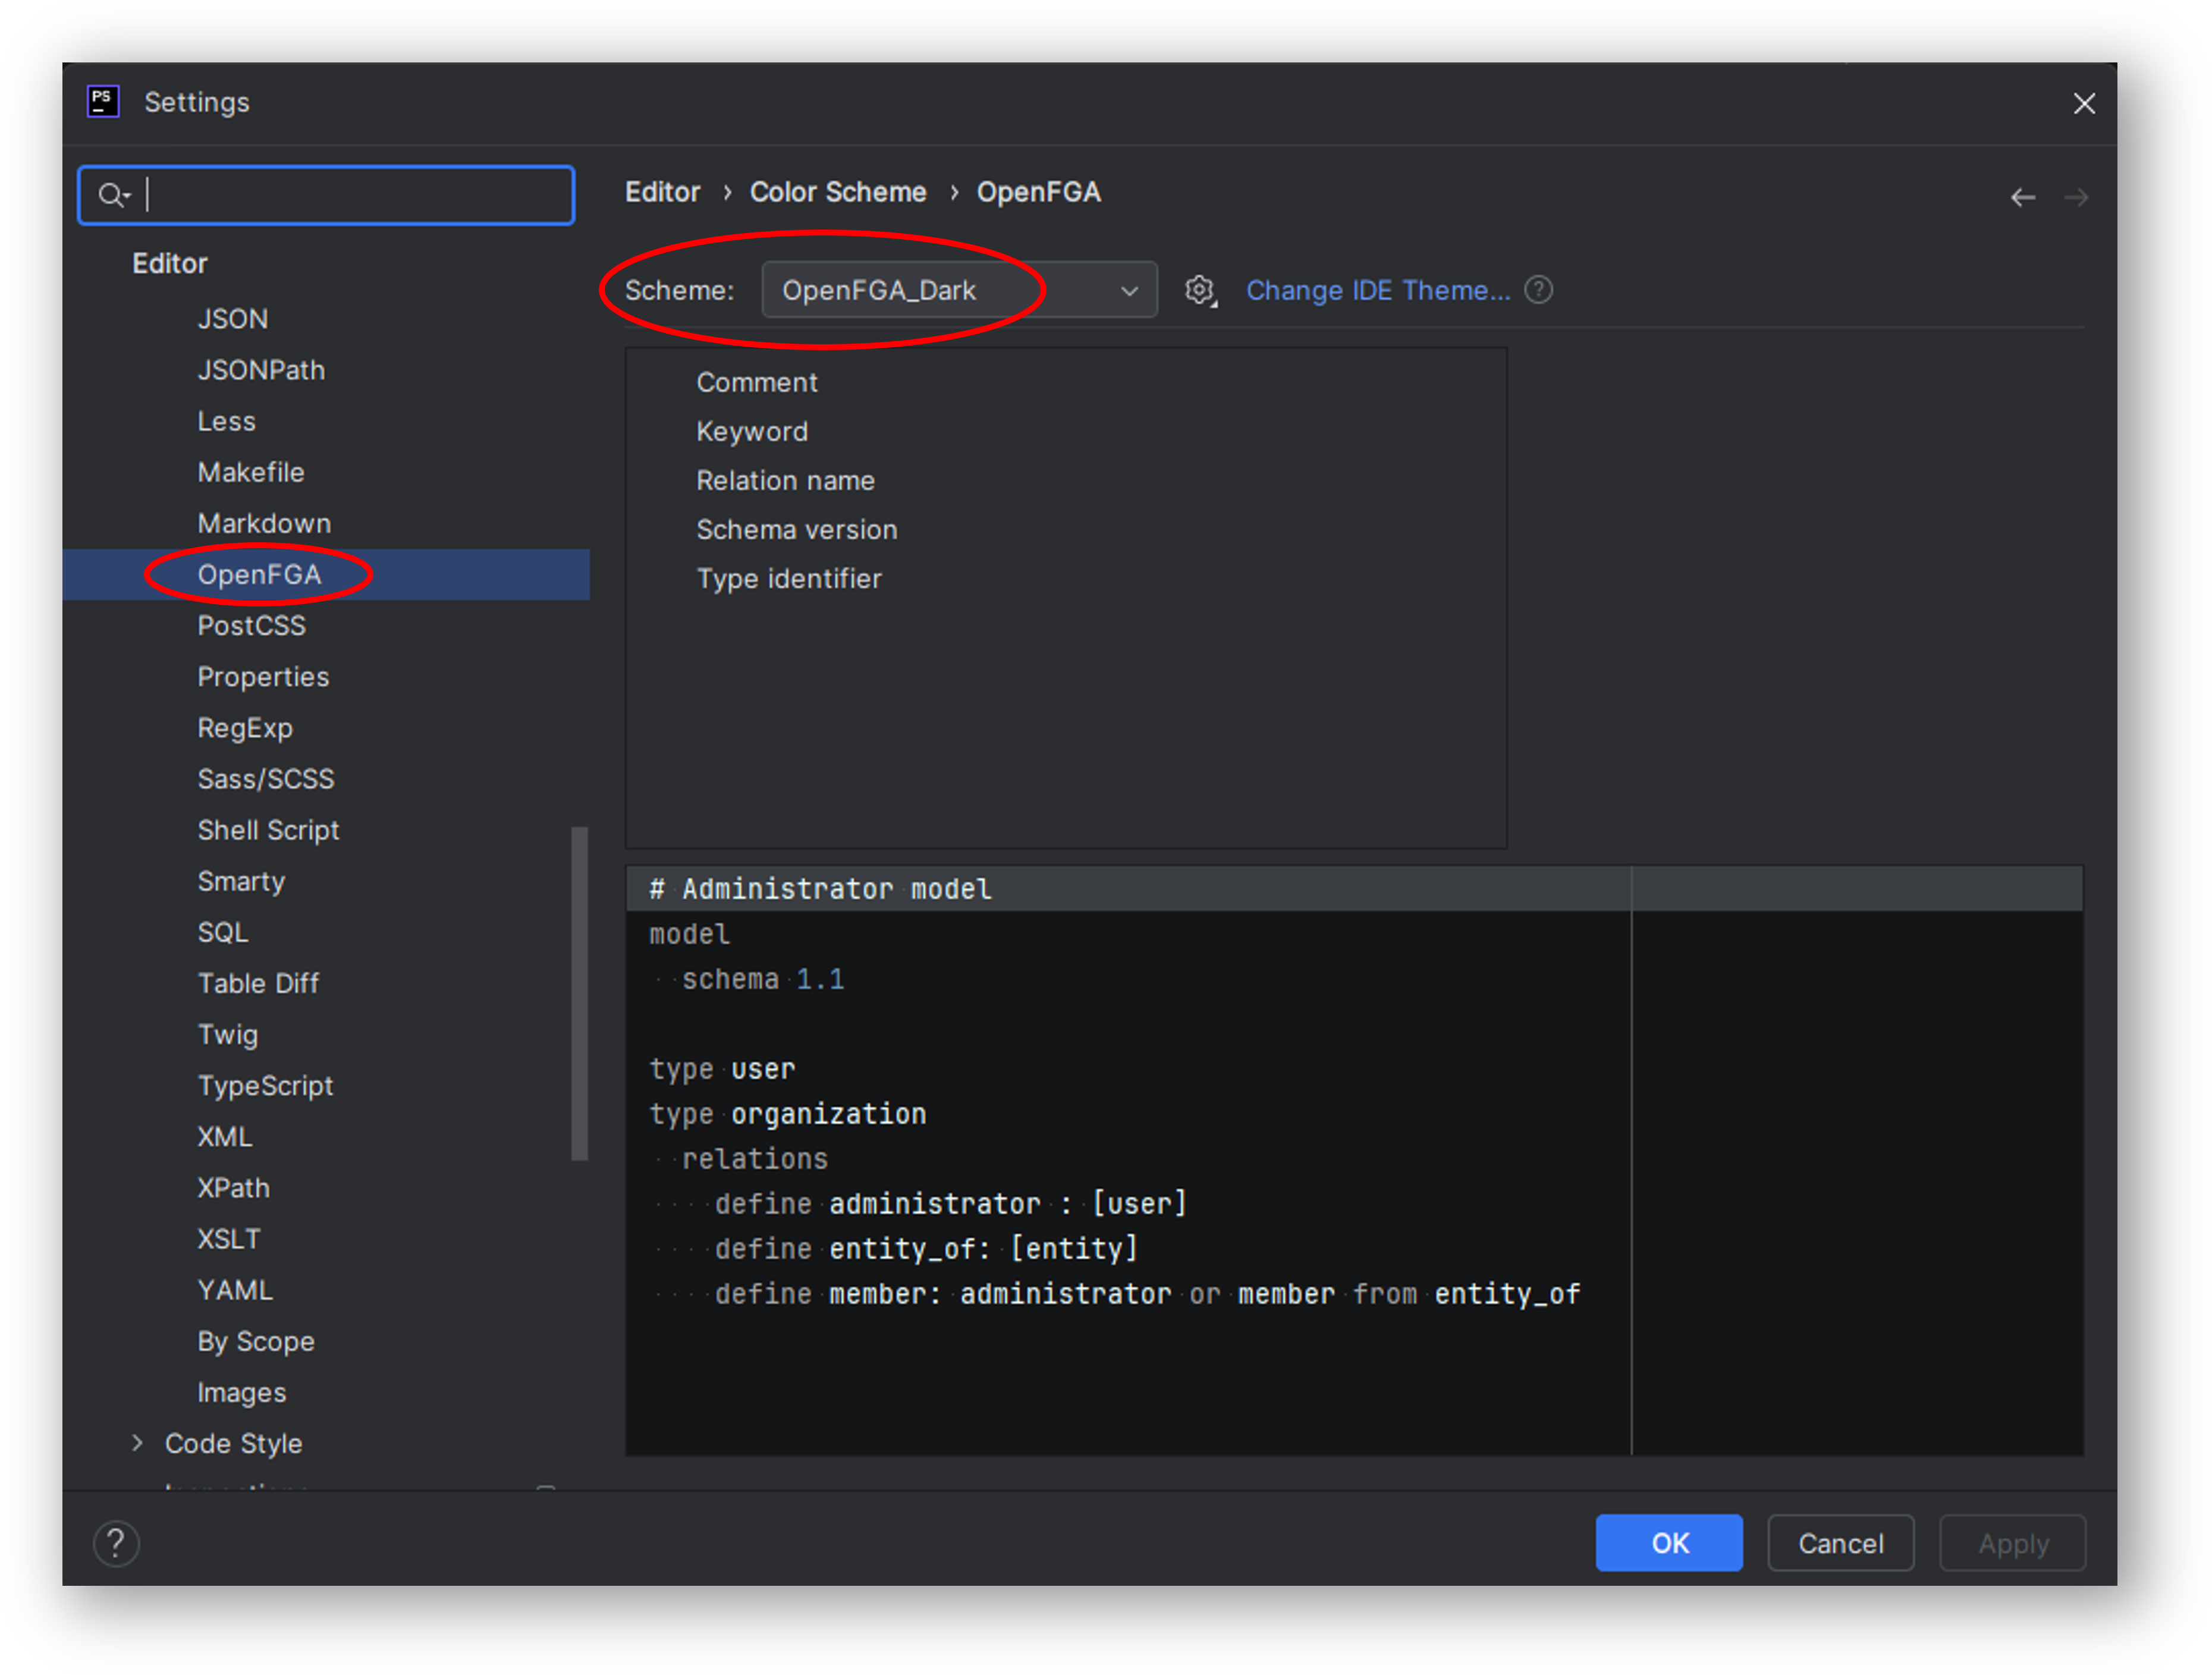 PS
Settings
Editor › Color Scheme › OpenFGA
Editor
JSON
JSONPath
Less
Makefile
Markdown
OpenFGA
PostCSS
Properties
RegExp
Sass/SCSS
Shell Script
Smarty
SQL
Table Diff
Twig
TypeScript
XML
XPath
XSLT
YAML
By Scope
Images
Code Style
Scheme: OpenFGA_Dark Change IDE Theme... ?
Comment
Keyword
Relation name
Schema version
Type identifier
# Administrator model
model
  schema 1.1
type user
type organization
  relations
    define administrator : [user]
    define entity_of: [entity]
    define member: administrator or member from entity_of
? OK Cancel Apply